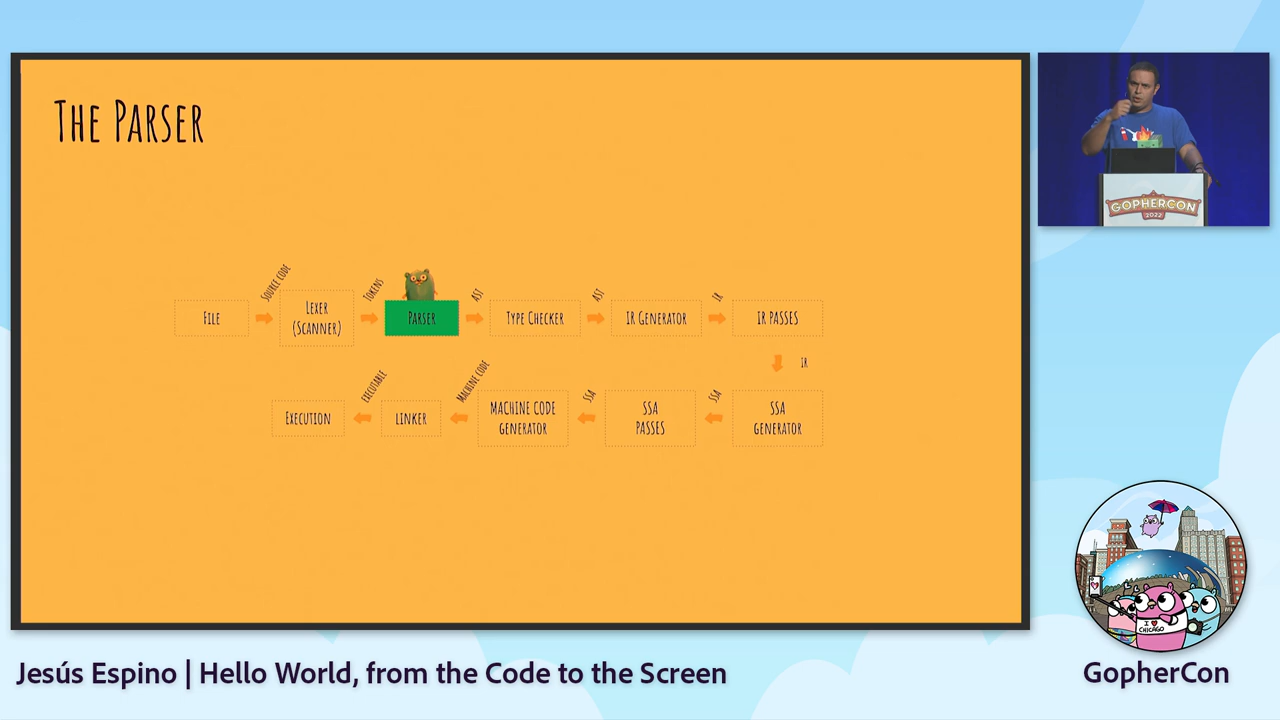 THE PARSER
SOURCE CODE
TOKENS
AST
AST
IR
FILE
LEXER
(SCANNER)
PARSER
TYPE CHECKER
IR GENERATOR
IR PASSES
IR
EXECUTABLE
MACHINE CODE
SSA
SSA
EXECUTION
LINKER
MACHINE CODE
GENERATOR
SSA
PASSES
SSA
GENERATOR
GOPHERCON
2022
I ♥
CHICAGO
Jesús Espino | Hello World, from the Code to the Screen
GopherCon